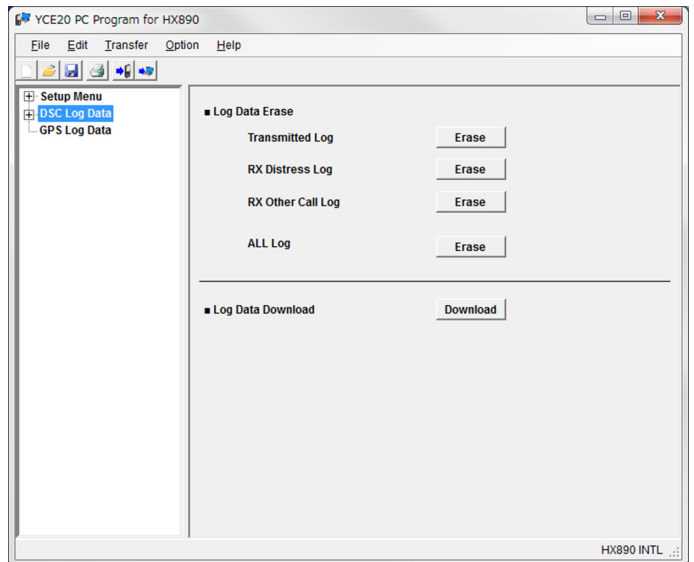 YCE20 PC Program for HX890
File Edit Transfer Option Help
Setup Menu
DSC Log Data
GPS Log Data
■ Log Data Erase
Transmitted Log Erase
RX Distress Log Erase
RX Other Call Log Erase
ALL Log Erase
■ Log Data Download Download
HX890 INTL